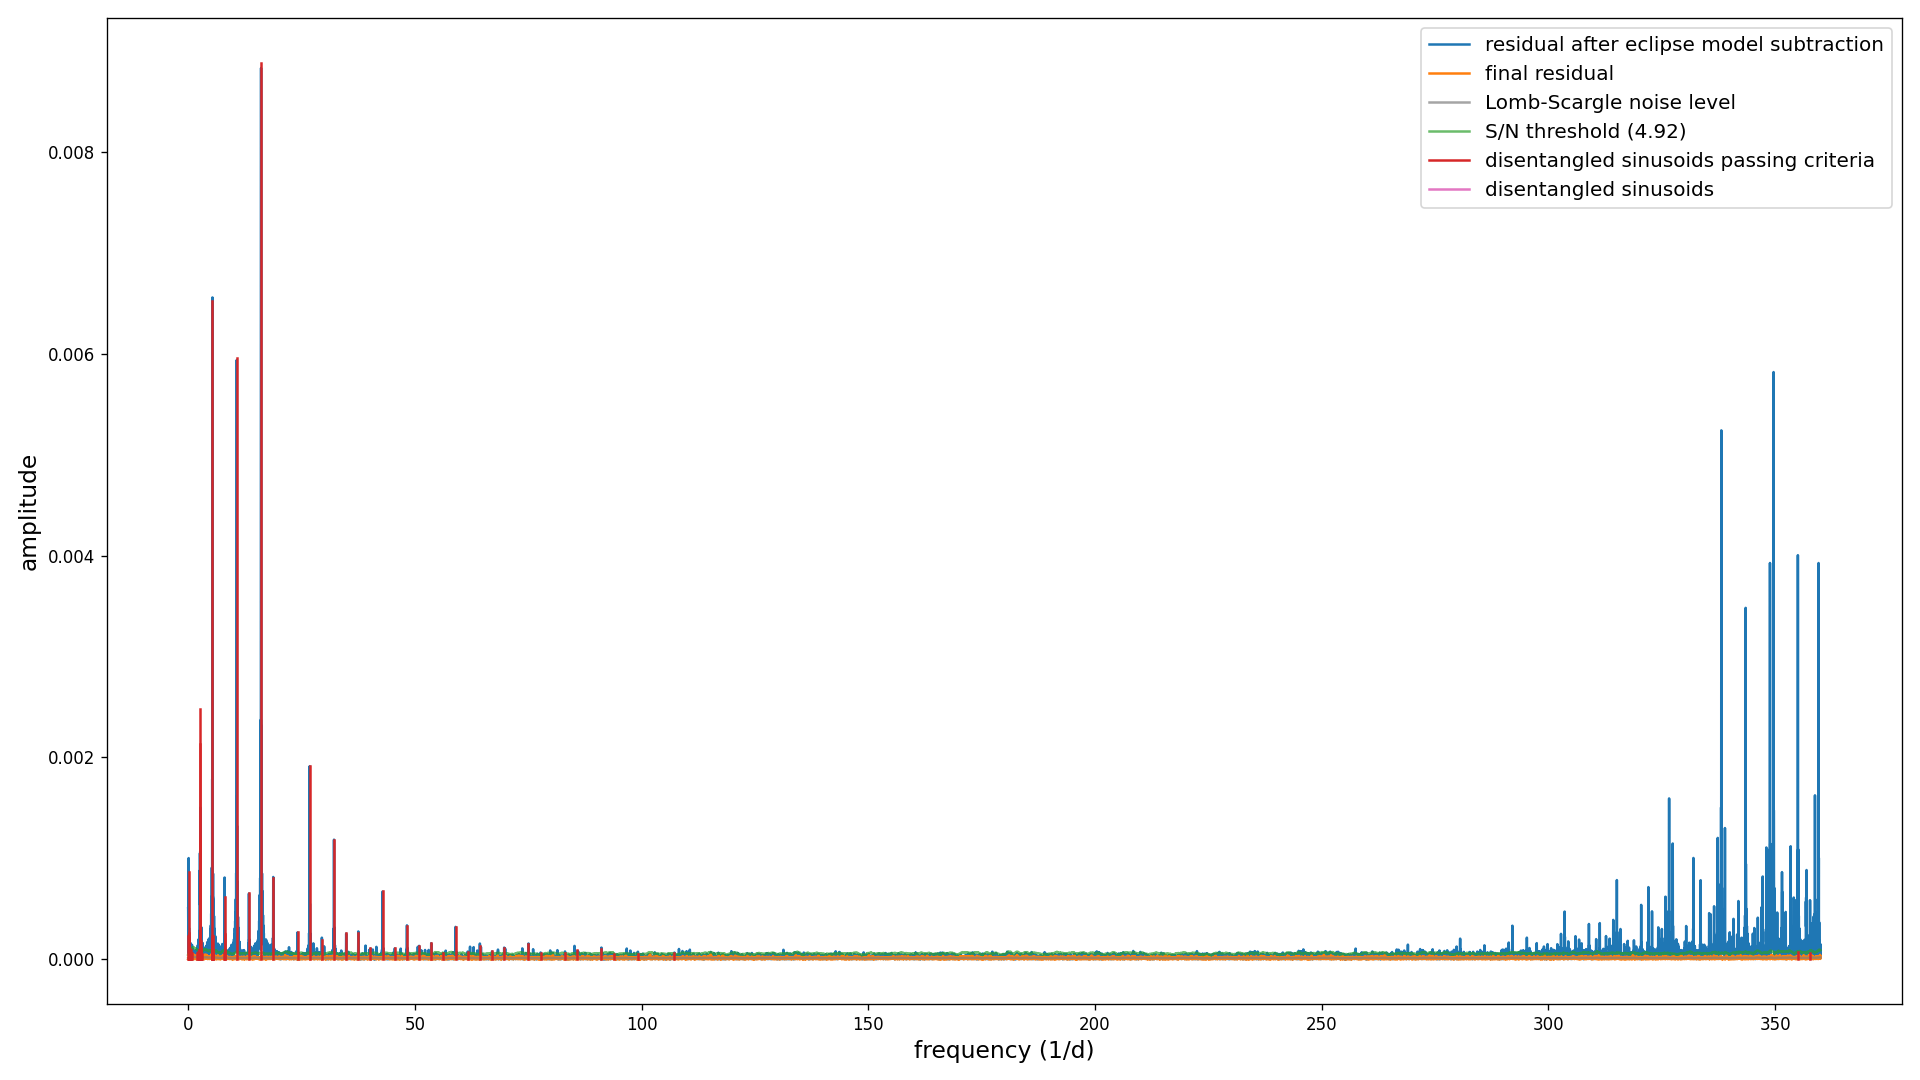 residual after eclipse model subtraction
final residual
Lomb-Scargle noise level
S/N threshold (4.92)
disentangled sinusoids passing criteria
disentangled sinusoids
0.008
0.006
0.004
0.002
0.000
amplitude
0 50 100 150 200 250 300 350
frequency (1/d)